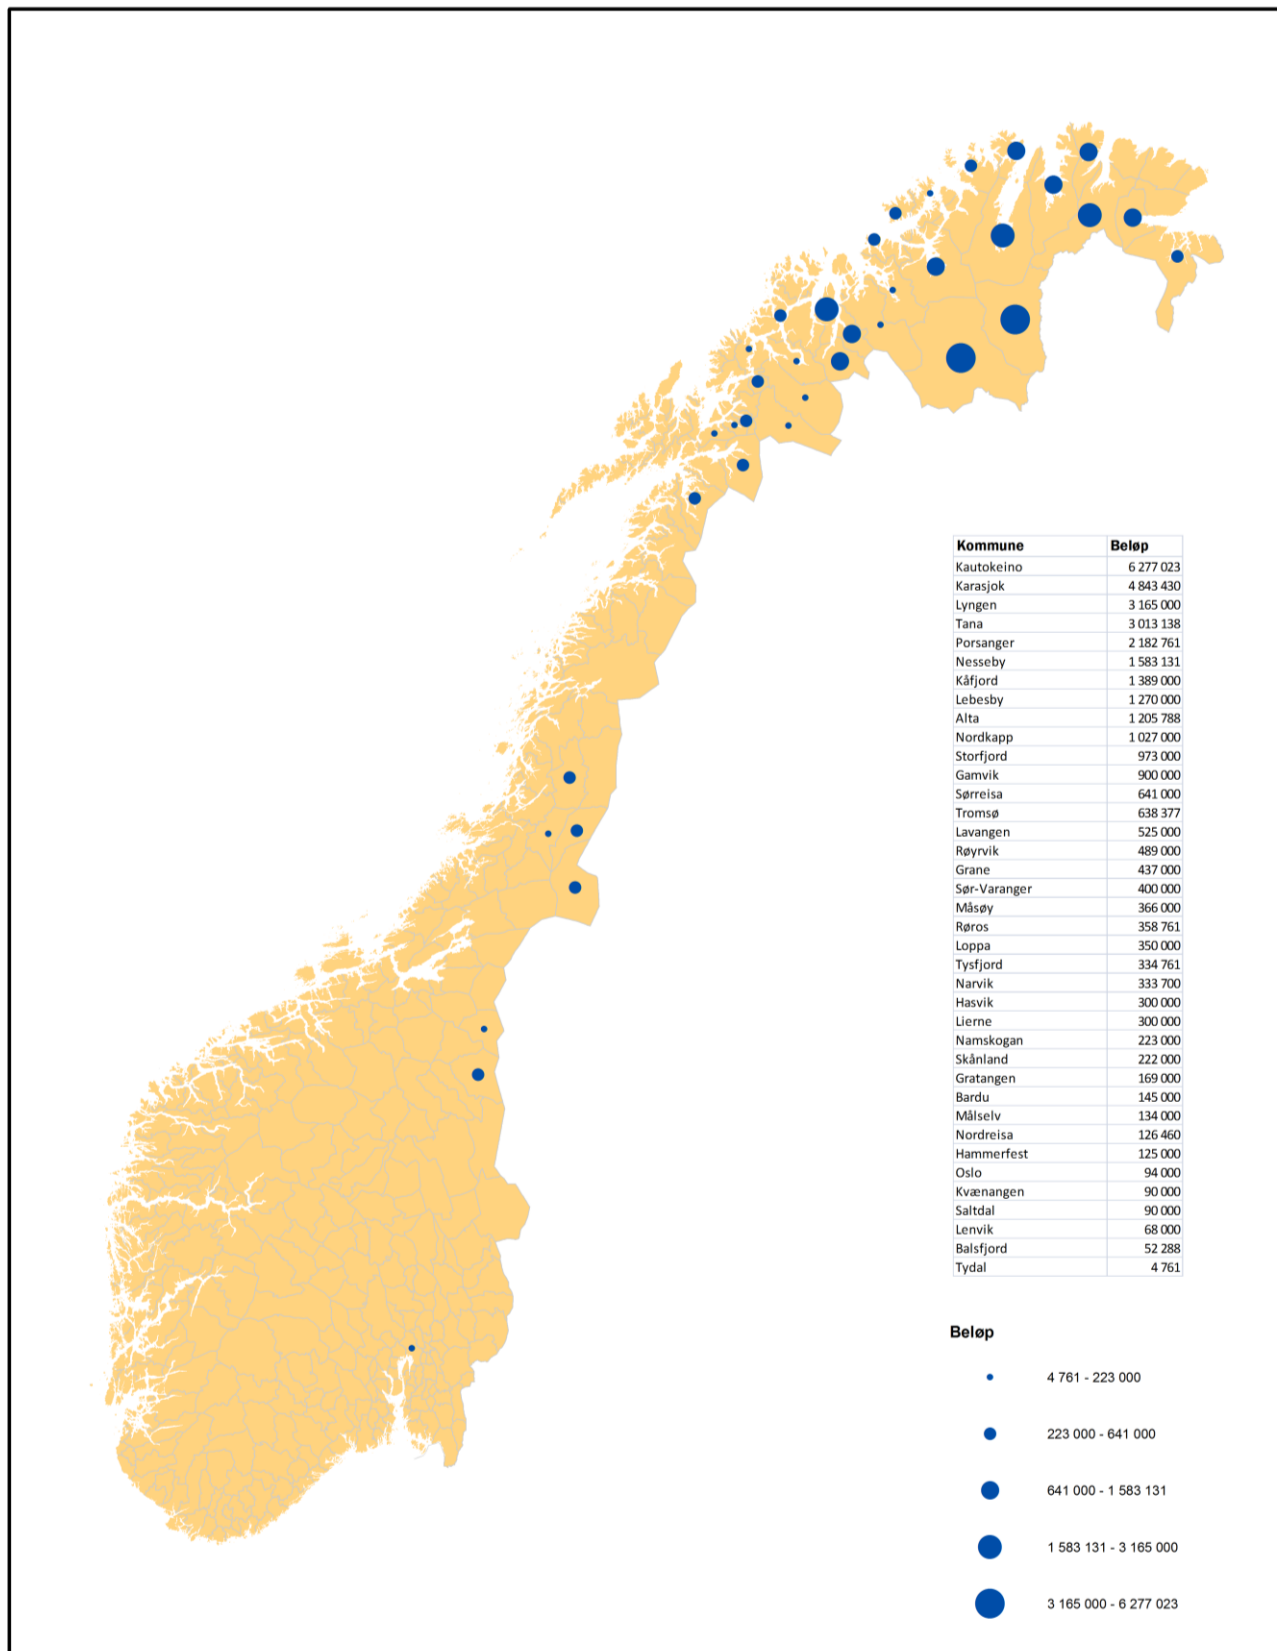 Kommune Beløp
Kautokeino 6 277 023
Karasjok 4 843 430
Lyngen 3 165 000
Tana 3 013 138
Porsanger 2 182 761
Nesseby 1 583 131
Kåfjord 1 389 000
Lebesby 1 270 000
Alta 1 205 788
Nordkapp 1 027 000
Storfjord 973 000
Gamvik 900 000
Sørreisa 641 000
Tromsø 638 377
Lavangen 525 000
Røyrvik 489 000
Grane 437 000
Sør-Varanger 400 000
Måsøy 366 000
Røros 358 761
Loppa 350 000
Tysfjord 334 761
Narvik 333 700
Hasvik 300 000
Lierne 300 000
Namskogan 223 000
Skånland 222 000
Gratangen 169 000
Bardu 145 000
Målselv 134 000
Nordreisa 126 460
Hammerfest 125 000
Oslo 94 000
Kvænangen 90 000
Saltdal 90 000
Lenvik 68 000
Balsfjord 52 288
Tydal 4 761
Beløp
4 761 - 223 000
223 000 - 641 000
641 000 - 1 583 131
1 583 131 - 3 165 000
3 165 000 - 6 277 023